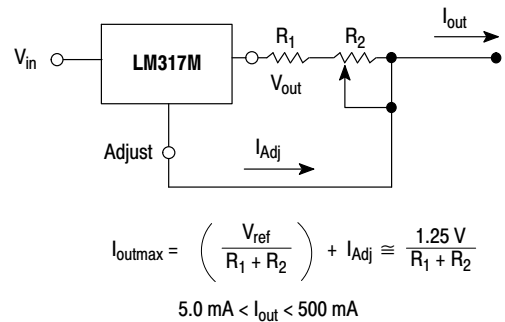 I_out
R_1 R_2
V_in LM317M
V_out
Adjust I_Adj
I_outmax = ( V_ref / R_1 + R_2 ) + I_Adj ≅ 1.25 V / R_1 + R_2
5.0 mA < I_out < 500 mA